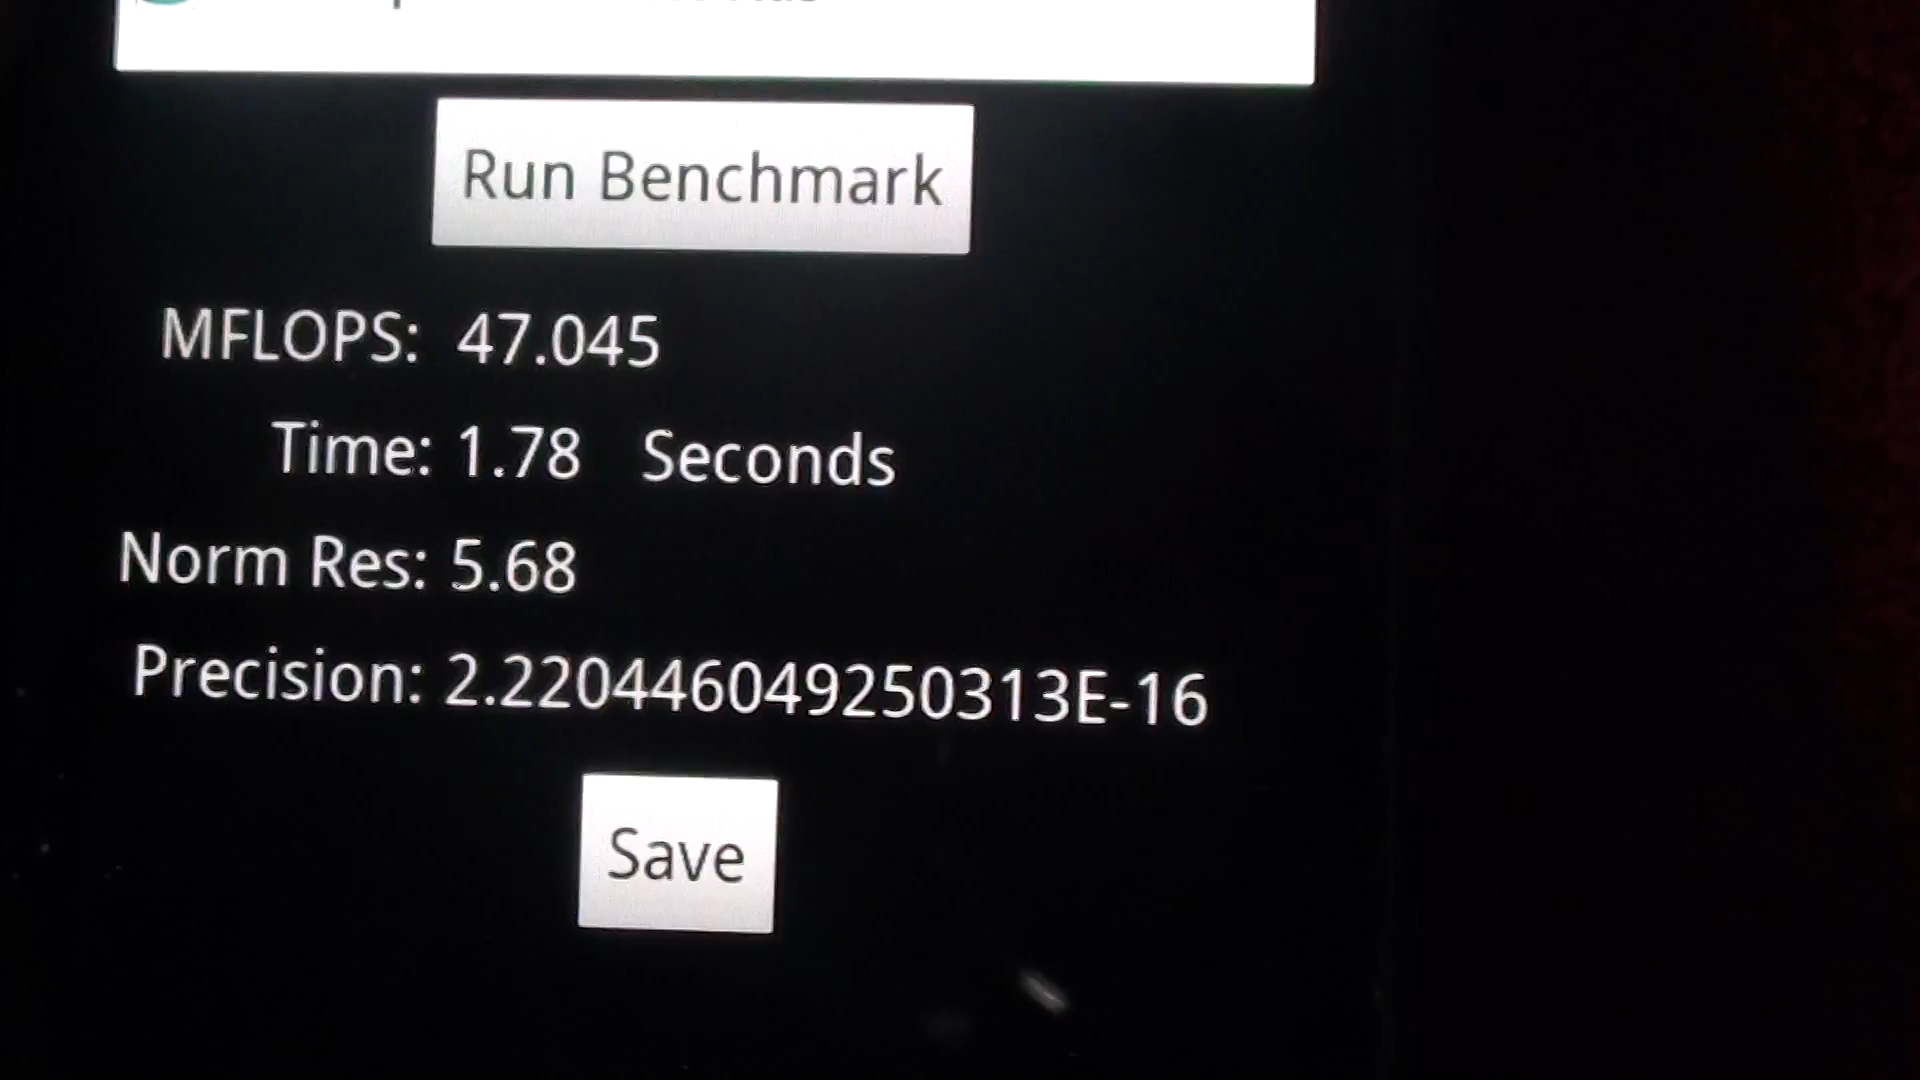 Run Benchmark
MFLOPS: 47.045
Time: 1.78 Seconds
Norm Res: 5.68
Precision: 2.220446049250313E-16
Save